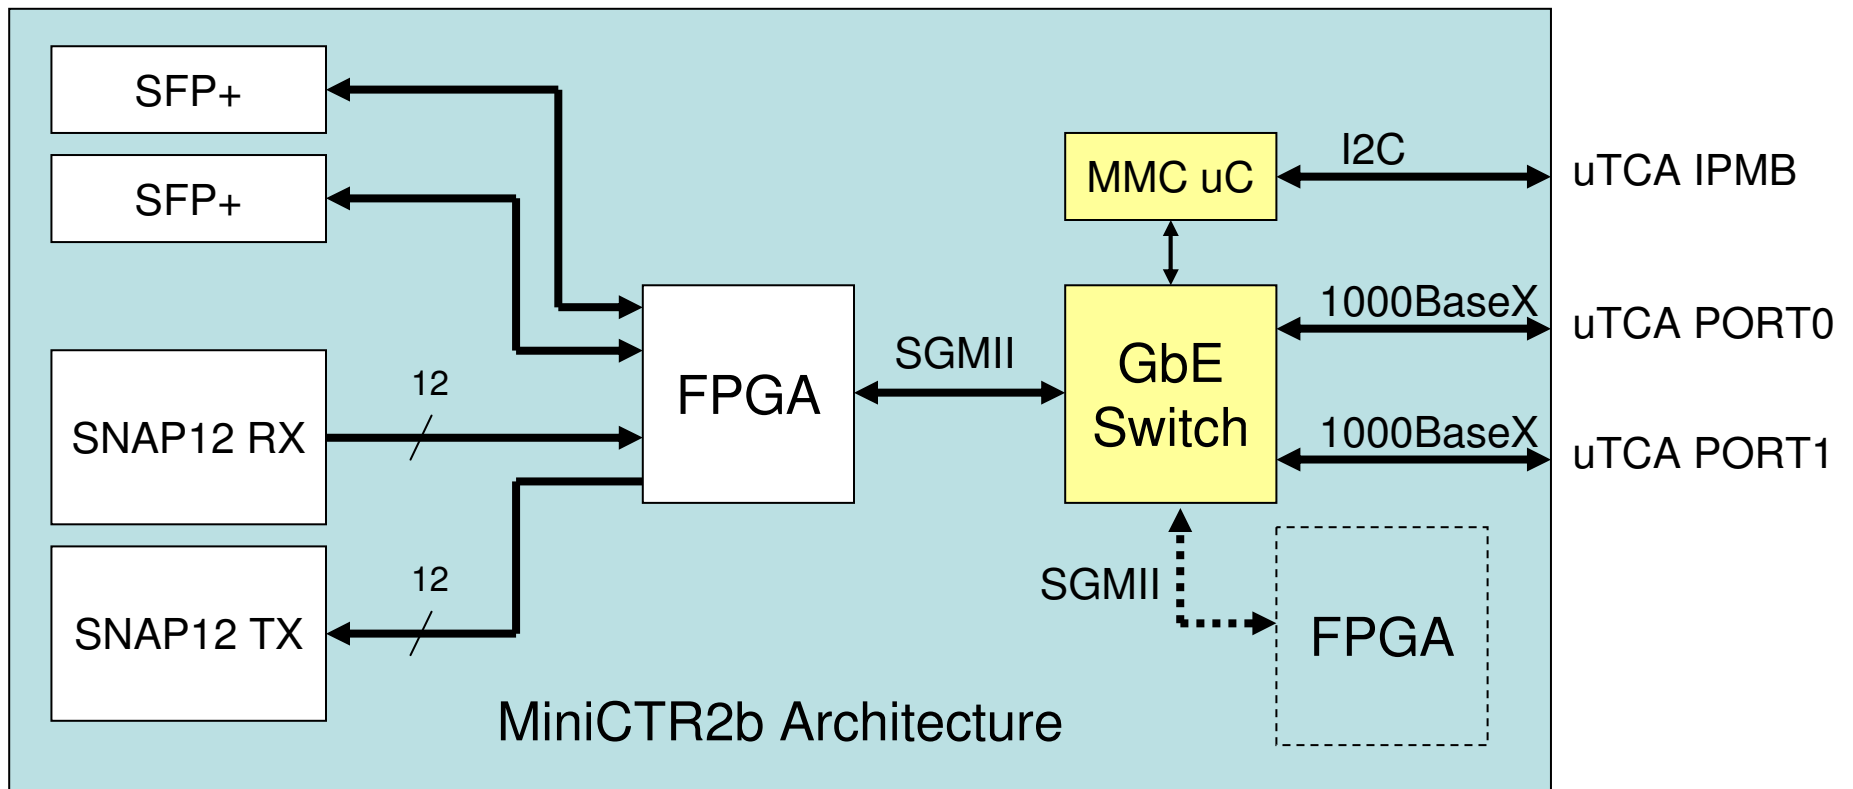 SFP+
SFP+
SNAP12 RX
12
SNAP12 TX
12
FPGA
SGMII
MMC uC
I2C
uTCA IPMB
GbE
Switch
1000BaseX
uTCA PORT0
1000BaseX
uTCA PORT1
SGMII
FPGA
MiniCTR2b Architecture